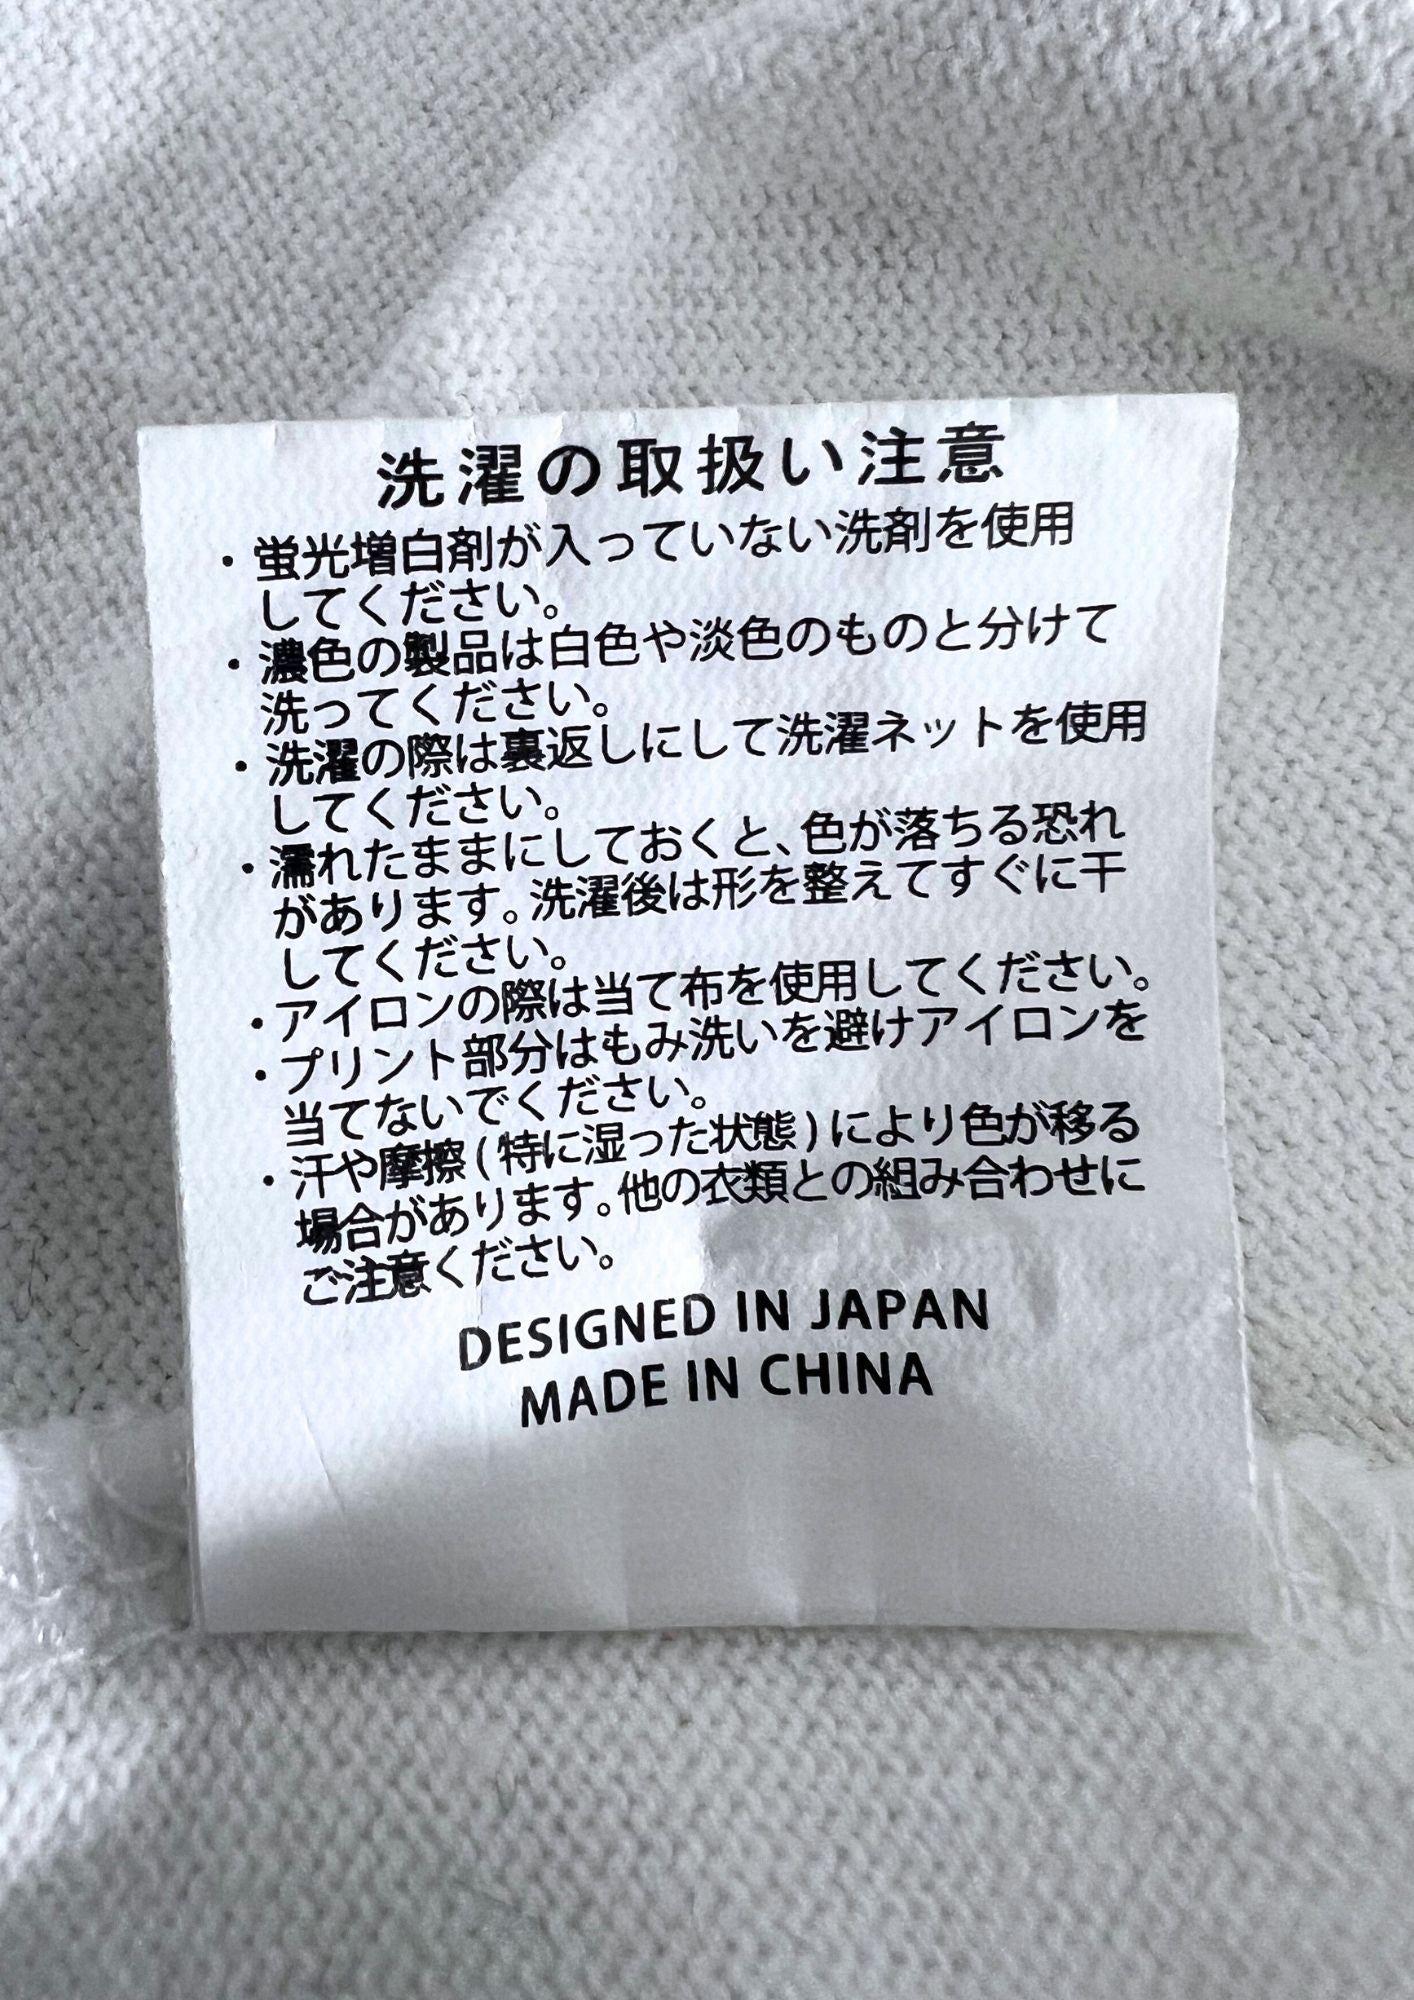 洗濯の取扱い注意
・蛍光増白剤が入っていない洗剤を使用
してください。
・濃色の製品は白色や淡色のものと分けて
洗ってください。
・洗濯の際は裏返しにして洗濯ネットを使用
してください。
・濡れたままにしておくと、色が落ちる恐れ
があります。洗濯後は形を整えてすぐに干
してください。
・アイロンの際は当て布を使用してください。
・プリント部分はもみ洗いを避けアイロンを
当てないでください。
・汗や摩擦(特に湿った状態)により色が移る
場合があります。他の衣類との組み合わせに
ご注意ください。
DESIGNED IN JAPAN
MADE IN CHINA